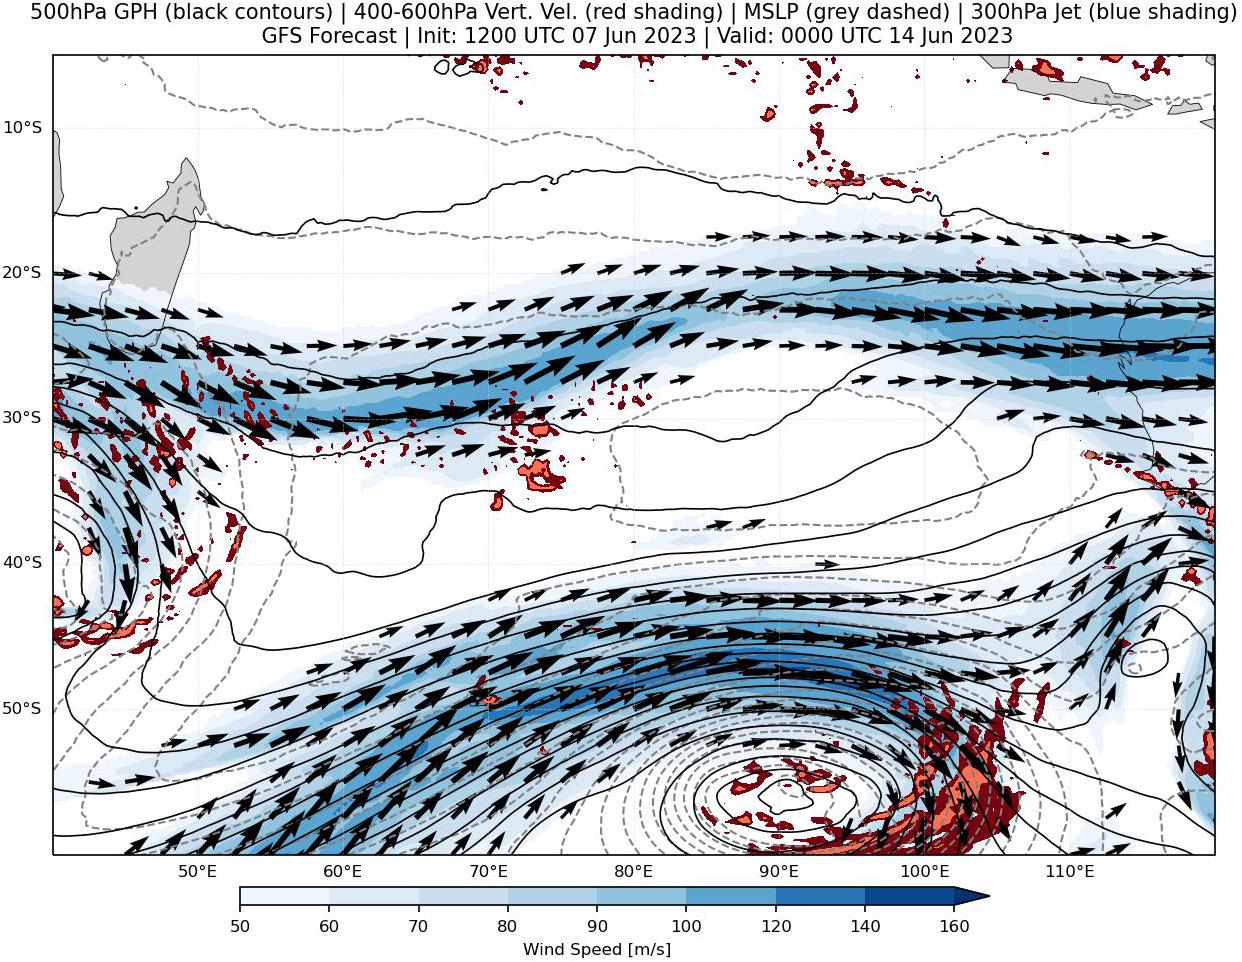 500hPa GPH (black contours) | 400-600hPa Vert. Vel. (red shading) | MSLP (grey dashed) | 300hPa Jet (blue shading)
GFS Forecast | Init: 1200 UTC 07 Jun 2023 | Valid: 0000 UTC 14 Jun 2023
10°S
20°S
30°S
40°S
50°S
50°E 60°E 70°E 80°E 90°E 100°E 110°E
50 60 70 80 90 100 120 140 160
Wind Speed [m/s]